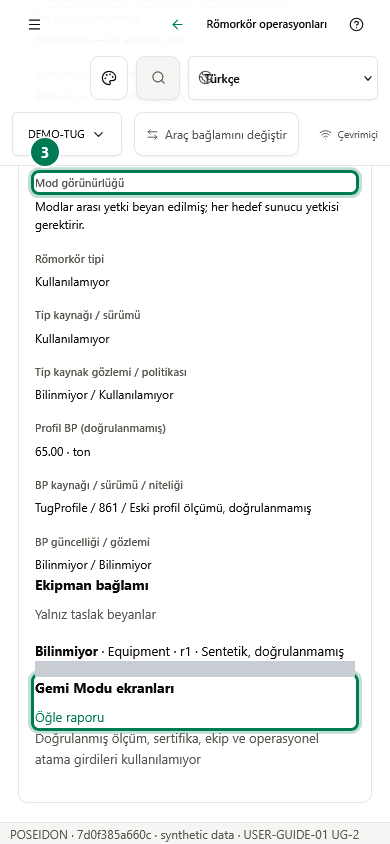 Römorkör operasyonları
Türkçe
DEMO-TUG
Araç bağlamını değiştir
Çevrimiçi
3
Mod görünürlüğü
Modlar arası yetki beyan edilmiş; her hedef sunucu yetkisi
gerektirir.
Römorkör tipi
Kullanılamıyor
Tip kaynağı / sürümü
Kullanılamıyor
Tip kaynak gözlemi / politikası
Bilinmiyor / Kullanılamıyor
Profil BP (doğrulanmamış)
65.00 · ton
BP kaynağı / sürümü / niteliği
TugProfile / 861 / Eski profil ölçümü, doğrulanmamış
BP güncelliği / gözlemi
Bilinmiyor / Bilinmiyor
Ekipman bağlamı
Yalnız taslak beyanlar
Bilinmiyor · Equipment · r1 · Sentetik, doğrulanmamış
Gemi Modu ekranları
Öğle raporu
Doğrulanmış ölçüm, sertifika, ekip ve operasyonel
atama girdileri kullanılamıyor
POSEIDON · 7d0f385a660c · synthetic data · USER-GUIDE-01 UG-2